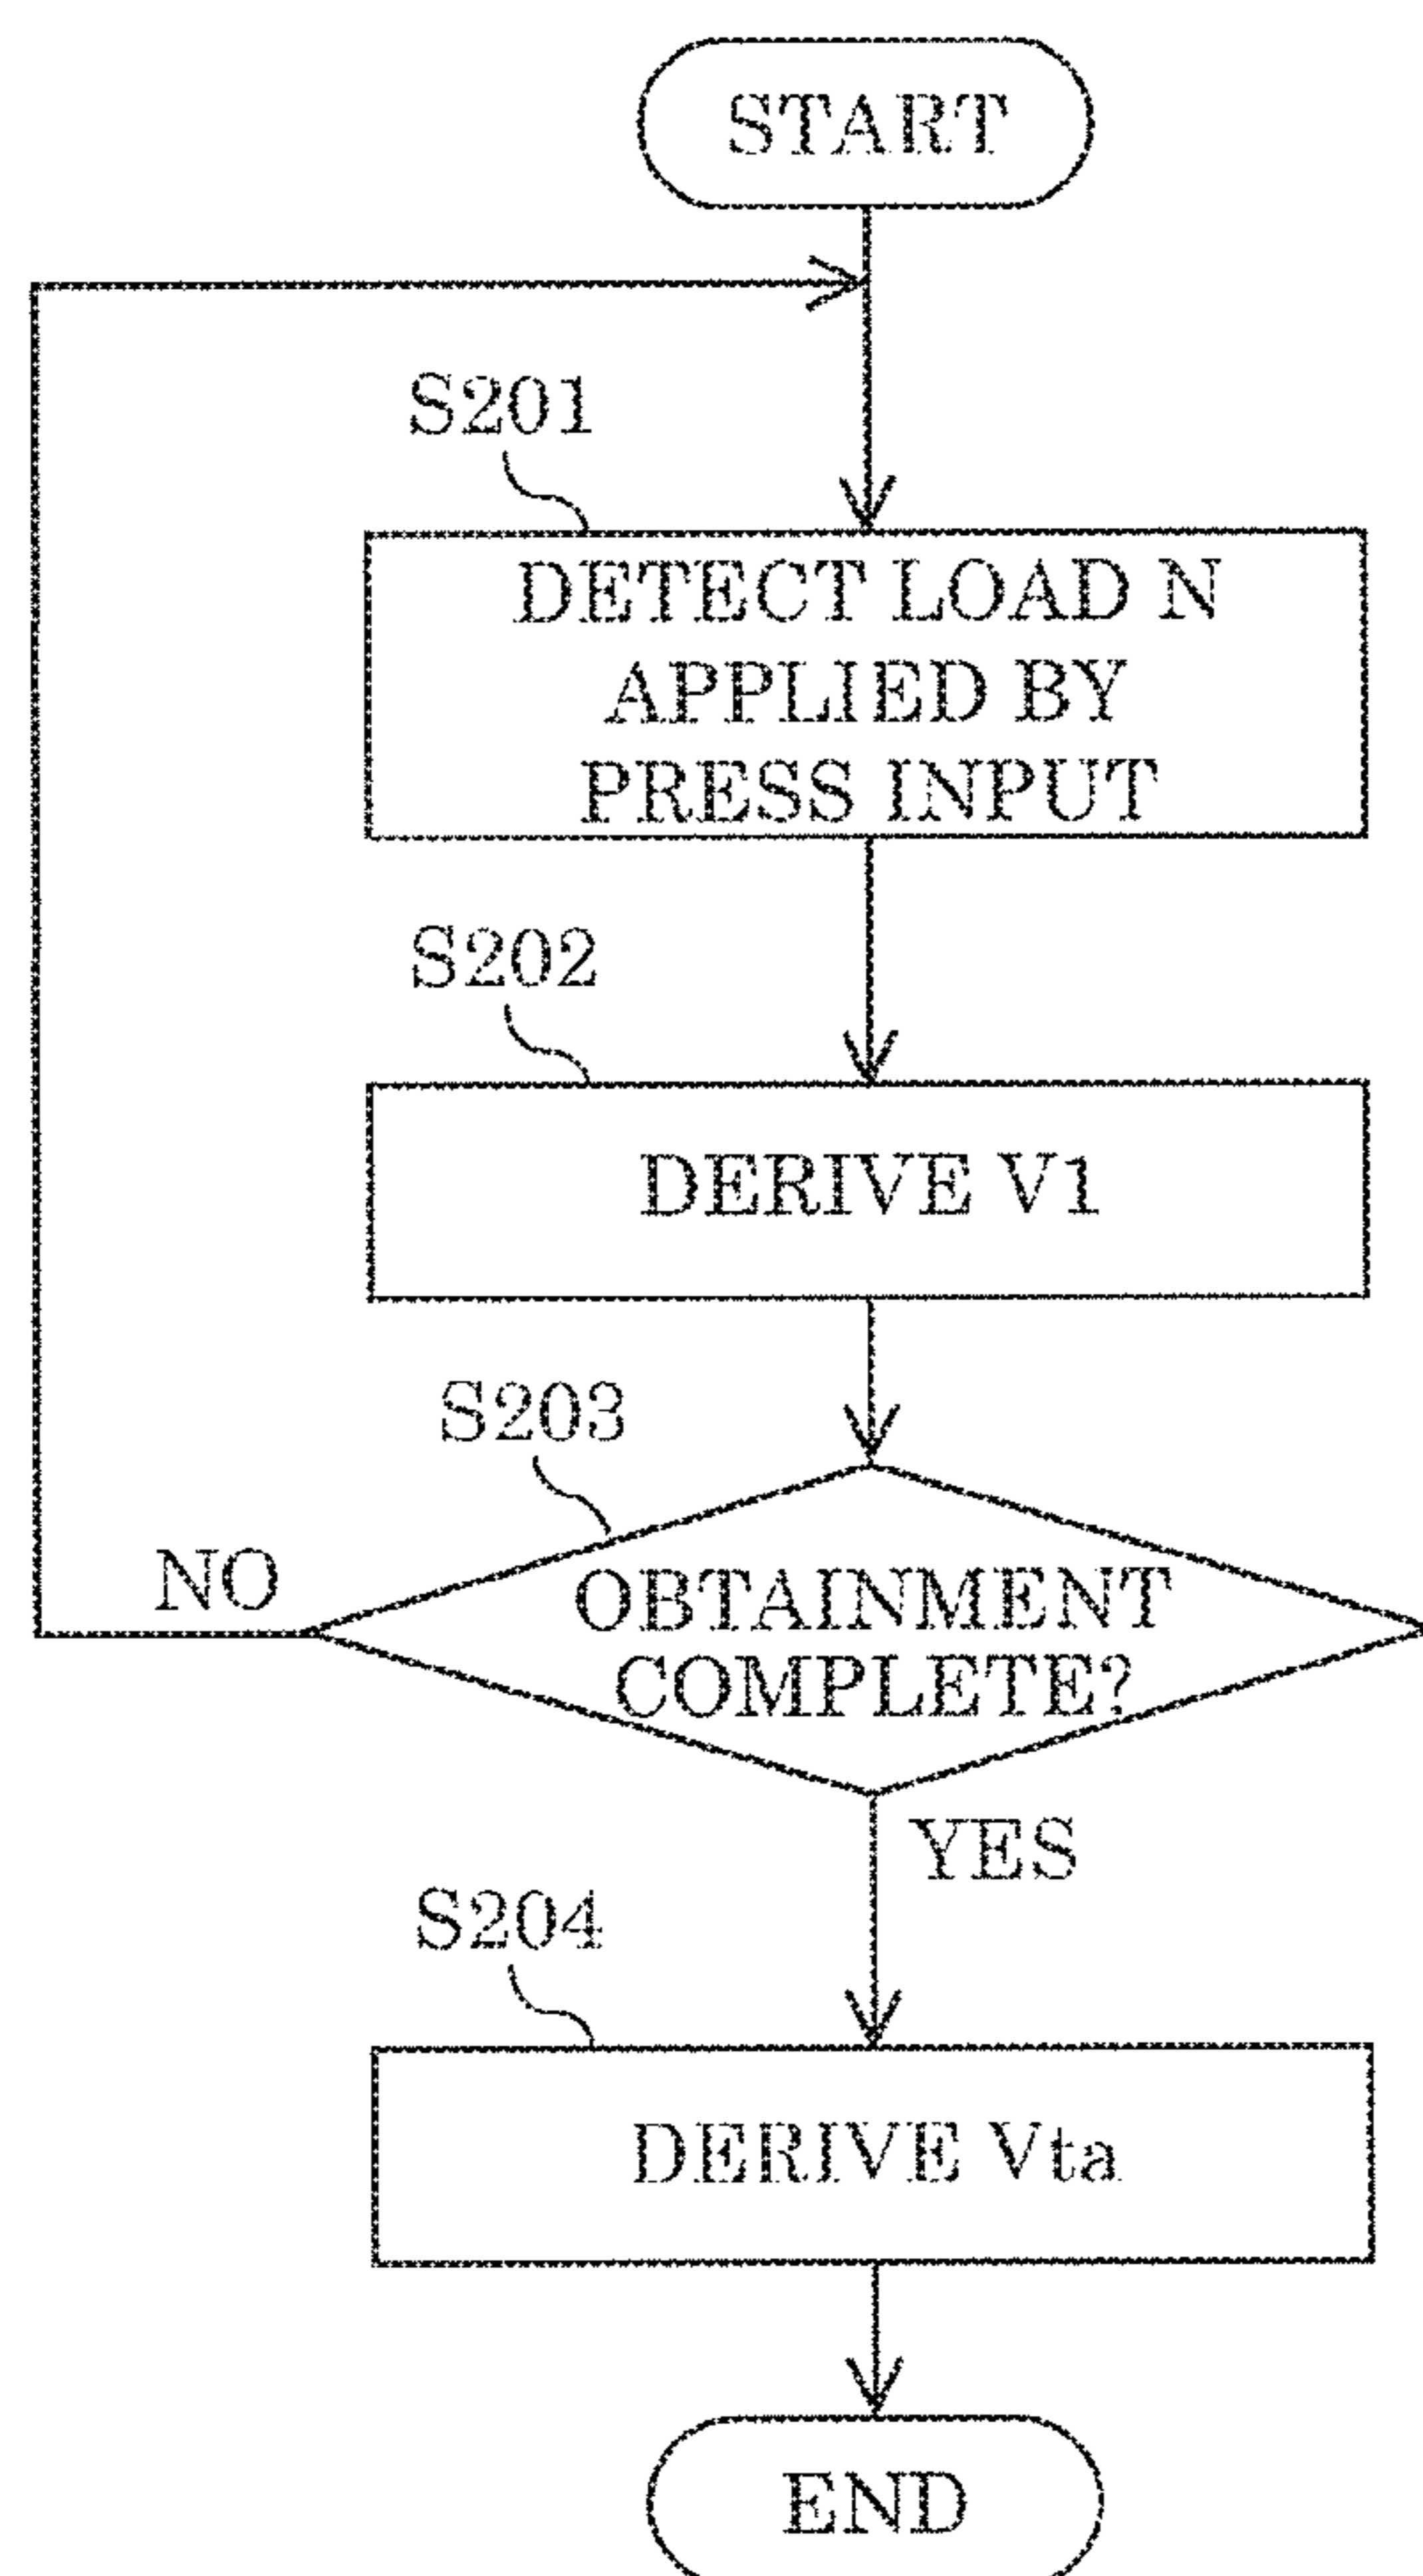 START
S201
DETECT LOAD N
APPLIED BY
PRESS INPUT
S202
DERIVE V1
S203
NO
OBTAINMENT
COMPLETE?
YES
S204
DERIVE Vta
END